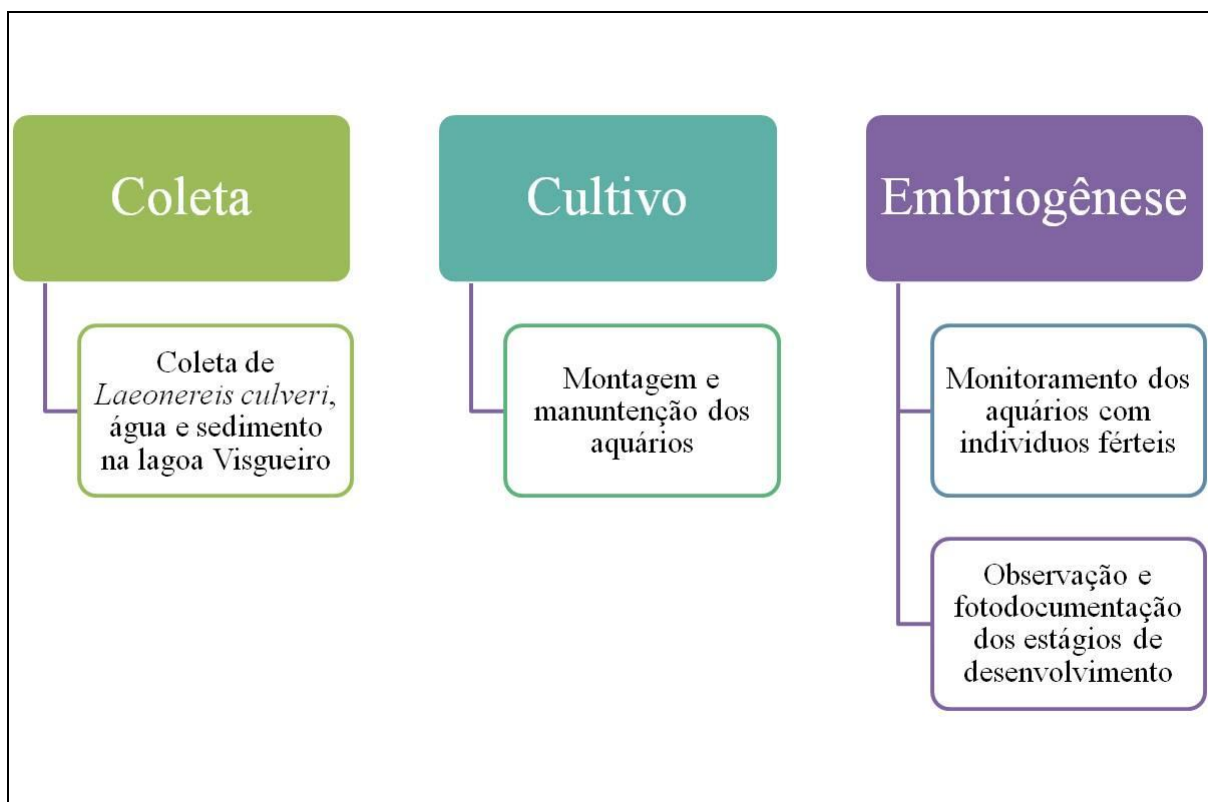 Coleta
Coleta de
Laeonereis culveri,
água e sedimento
na lagoa Visgueiro
Cultivo
Montagem e
manuntenção dos
aquários
Embriogênese
Monitoramento dos
aquários com
individuos férteis
Observação e
fotodocumentação
dos estágios de
desenvolvimento